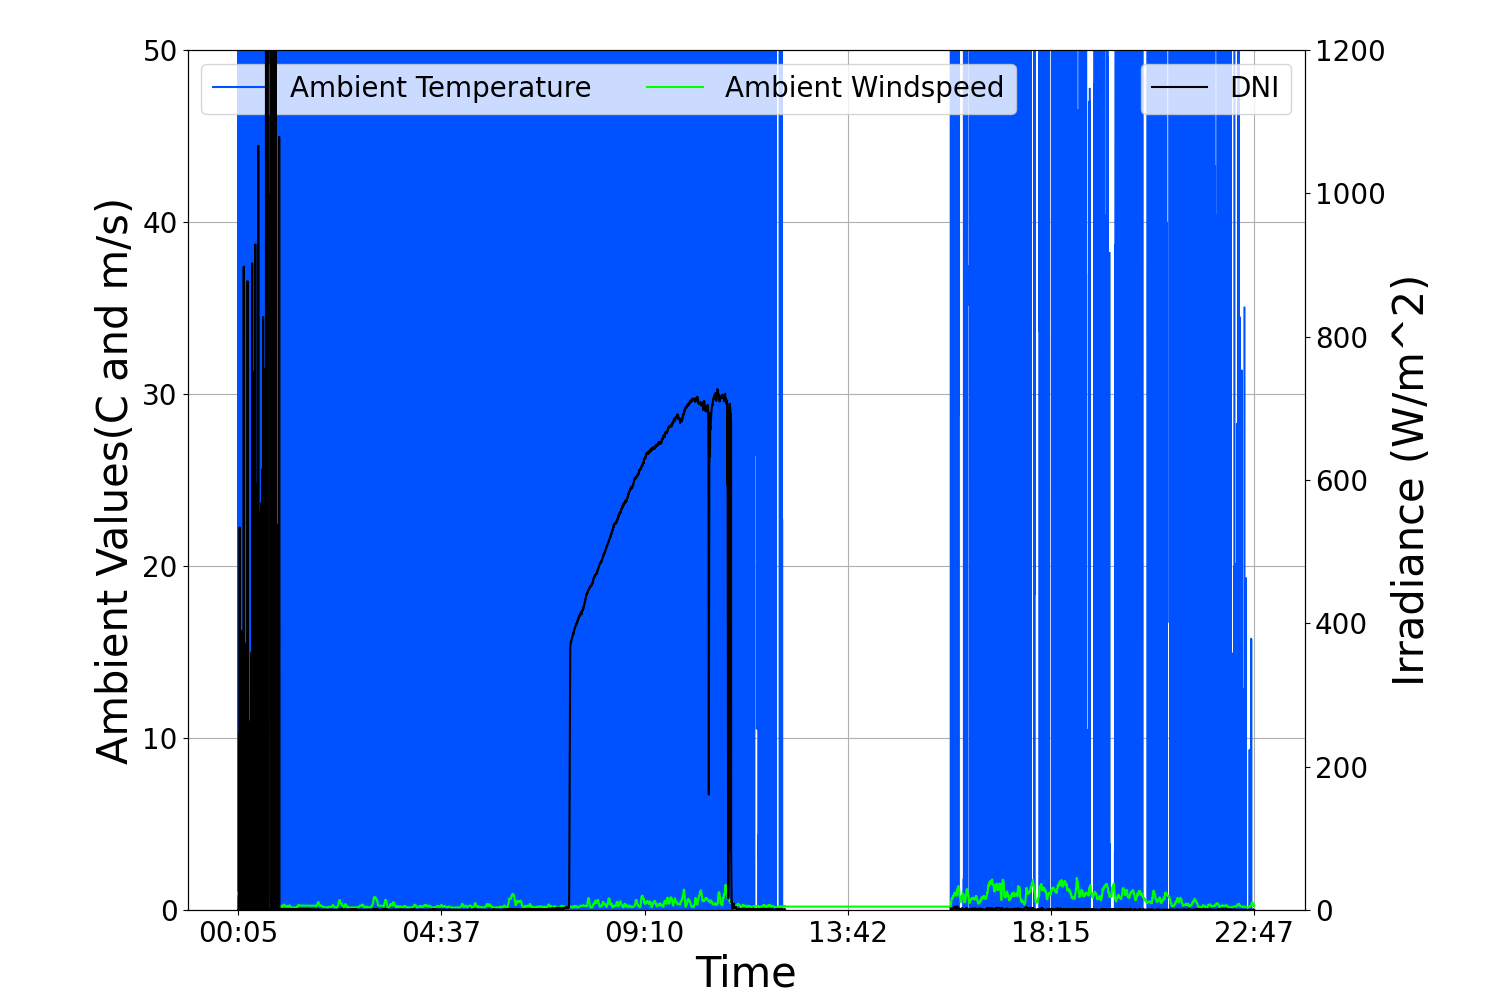 Ambient Temperature Ambient Windspeed DNI
Ambient Values(C and m/s)
50
40
30
20
10
0
1200
1000
800
600
400
200
0
Irradiance (W/m^2)
00:05 04:37 09:10 13:42 18:15 22:47
Time